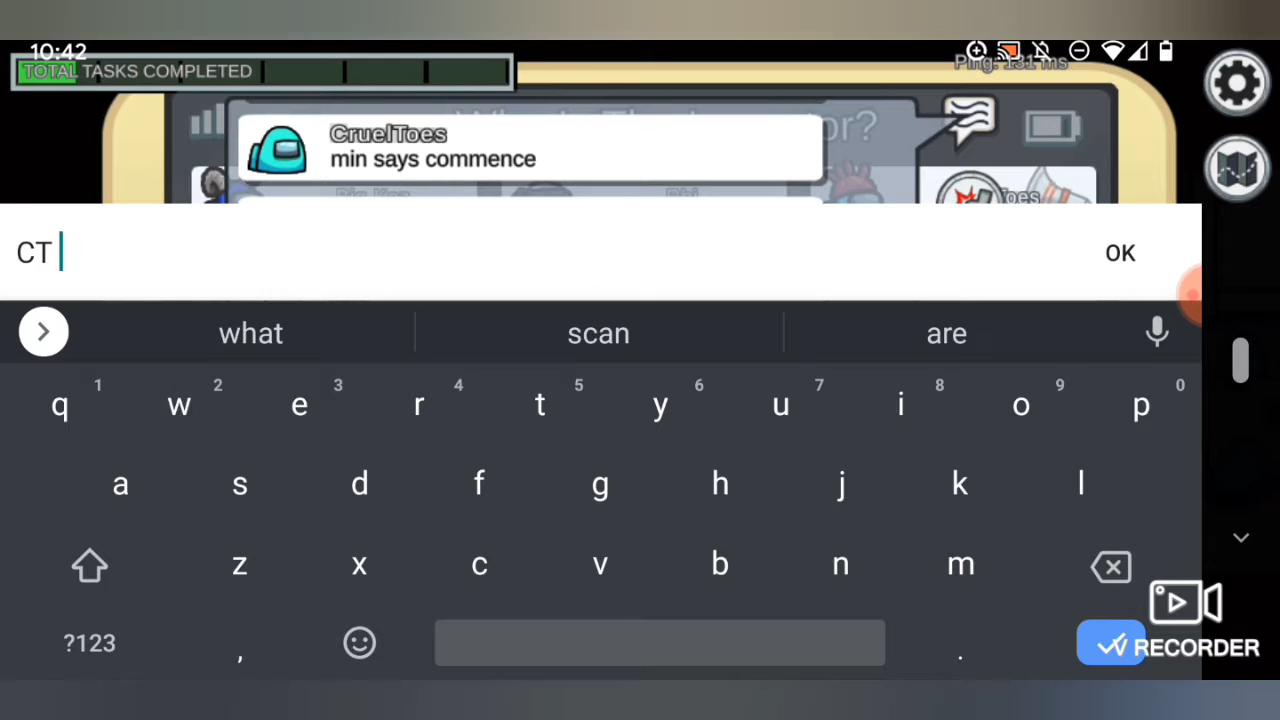 10:42
TOTAL TASKS COMPLETED
Ping: 131 ms
CruelToes
min says commence
CT
OK
what scan are
q 1 w 2 e 3 r 4 t 5 y 6 u 7 i 8 o 9 p 0
a s d f g h j k l
z x c v b n m
?123 , .
RECORDER